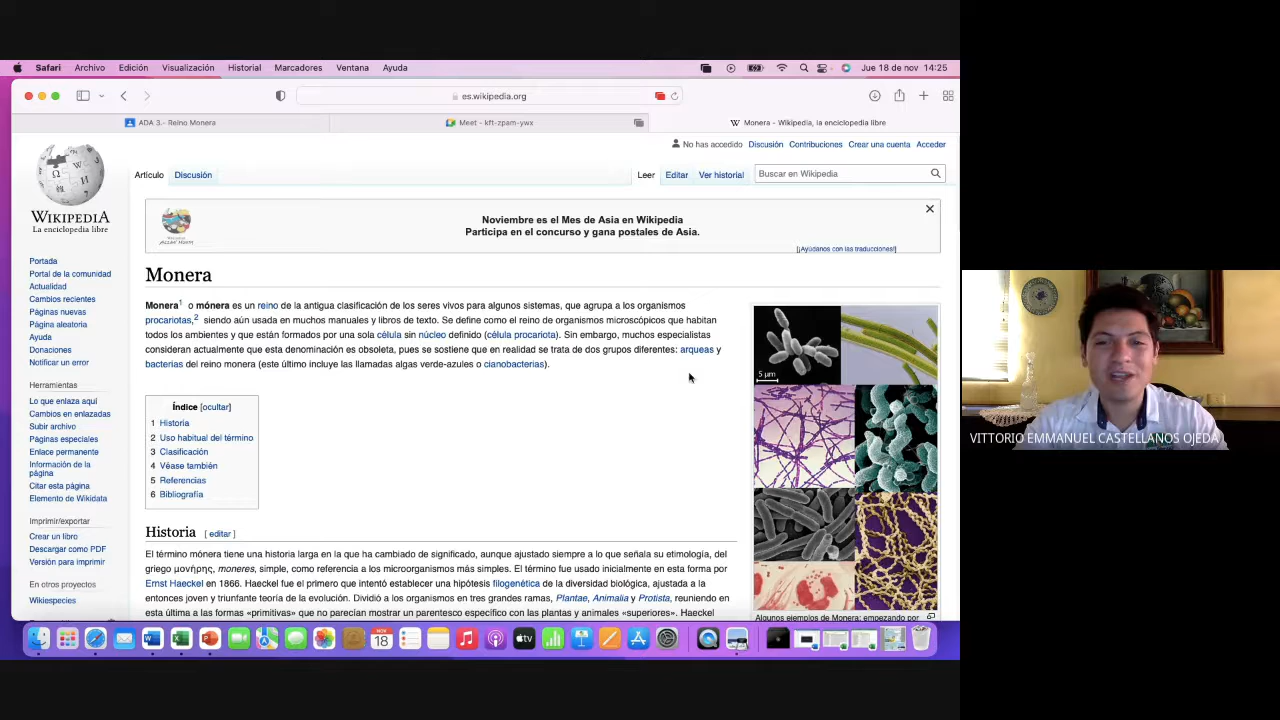 Safari Archivo Edición Visualización Historial Marcadores Ventana Ayuda Jue 18 de nov 14:25
es.wikipedia.org
ADA 3.- Reino Monera Meet - kft-zpam-ywx Monera - Wikipedia, la enciclopedia libre
No has accedido Discusión Contribuciones Crear una cuenta Acceder
Artículo Discusión Leer Editar Ver historial Buscar en Wikipedia
WIKIPEDIA
La enciclopedia libre
Portada
Portal de la comunidad
Actualidad
Cambios recientes
Páginas nuevas
Página aleatoria
Ayuda
Donaciones
Notificar un error
Herramientas
Lo que enlaza aquí
Cambios en enlazadas
Subir archivo
Páginas especiales
Enlace permanente
Información de la
página
Citar esta página
Elemento de Wikidata
Imprimir/exportar
Crear un libro
Descargar como PDF
Versión para imprimir
En otros proyectos
Wikispecies
Noviembre es el Mes de Asia en Wikipedia
Participa en el concurso y gana postales de Asia.
[¡Ayúdanos con las traducciones!]
Monera
Monera1 o mónera es un reino de la antigua clasificación de los seres vivos para algunos sistemas, que agrupa a los organismos
procariotas,2 siendo aún usada en muchos manuales y libros de texto. Se define como el reino de organismos microscópicos que habitan
todos los ambientes y que están formados por una sola célula sin núcleo definido (célula procariota). Sin embargo, muchos especialistas
consideran actualmente que esta denominación es obsoleta, pues se sostiene que en realidad se trata de dos grupos diferentes: arqueas y
bacterias del reino monera (este último incluye las llamadas algas verde-azules o cianobacterias).
Índice [ocultar]
1 Historia
2 Uso habitual del término
3 Clasificación
4 Véase también
5 Referencias
6 Bibliografía
Historia [ editar ]
El término mónera tiene una historia larga en la que ha cambiado de significado, aunque ajustado siempre a lo que señala su etimología, del
griego μονήρης, moneres, simple, como referencia a los microorganismos más simples. El término fue usado inicialmente en esta forma por
Ernst Haeckel en 1866. Haeckel fue el primero que intentó establecer una hipótesis filogenética de la diversidad biológica, ajustada a la
entonces joven y triunfante teoría de la evolución. Dividió a los organismos en tres grandes ramas, Plantae, Animalia y Protista, reuniendo en
esta última a las formas «primitivas» que no parecían mostrar un parentesco específico con las plantas y animales «superiores». Haeckel
5 µm
Algunos ejemplos de Monera: empezando por
NOV
18
tv
VITTORIO EMMANUEL CASTELLANOS OJEDA